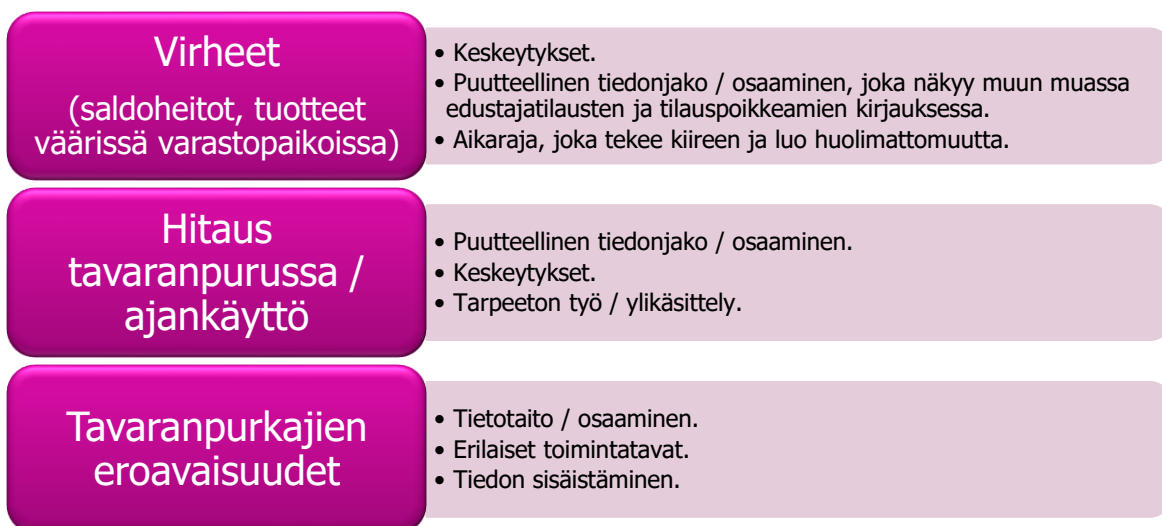 Virheet
(saldoheitot, tuotteet
väärissä varastopaikoissa)
• Keskeytykset.
• Puutteellinen tiedonjako / osaaminen, joka näkyy muun muassa
edustajatilausten ja tilauspoikkeamien kirjauksessa.
• Aikaraja, joka tekee kiireen ja luo huolimattomuutta.
Hitaus
tavaranpurussa /
ajankäyttö
• Puutteellinen tiedonjako / osaaminen.
• Keskeytykset.
• Tarpeeton työ / ylikäsittely.
Tavaranpurkajien
eroavaisuudet
• Tietotaito / osaaminen.
• Erilaiset toimintatavat.
• Tiedon sisäistäminen.